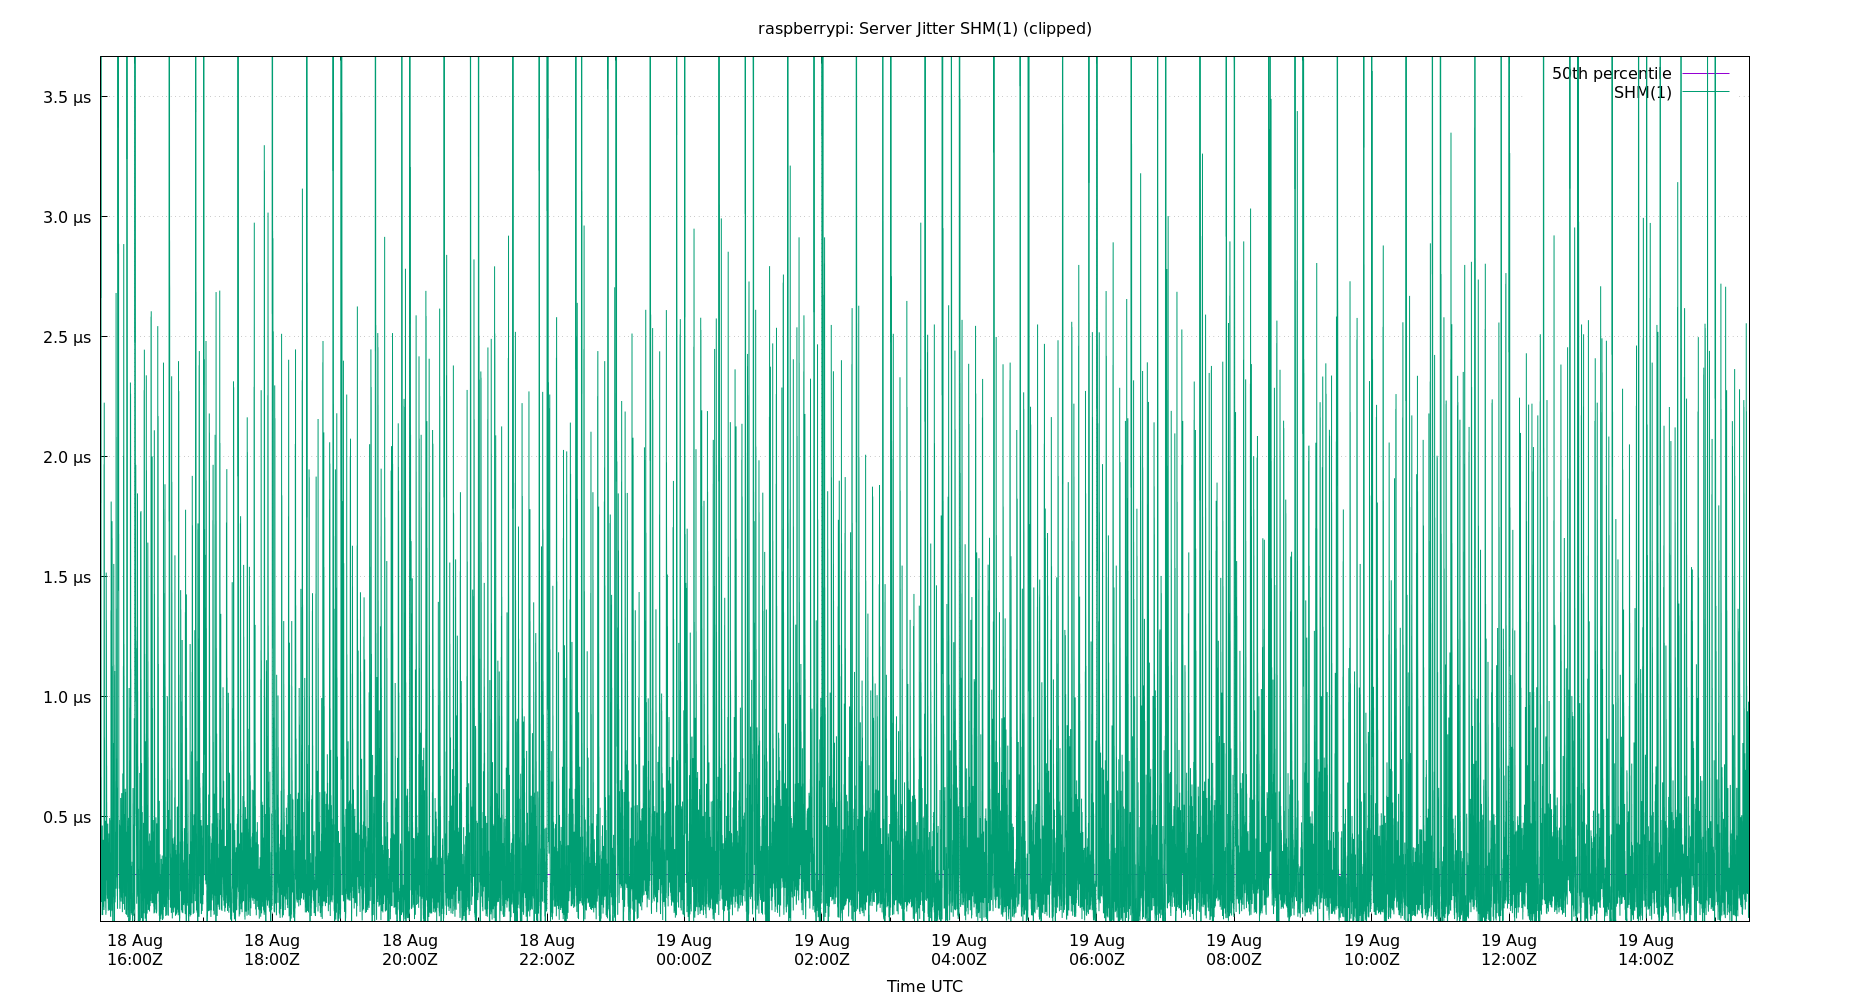 raspberrypi: Server Jitter SHM(1) (clipped)
50th percentile
SHM(1)
3.5 µs
3.0 µs
2.5 µs
2.0 µs
1.5 µs
1.0 µs
0.5 µs
18 Aug 18 Aug 18 Aug 18 Aug 19 Aug 19 Aug 19 Aug 19 Aug 19 Aug 19 Aug 19 Aug 19 Aug
16:00Z 18:00Z 20:00Z 22:00Z 00:00Z 02:00Z 04:00Z 06:00Z 08:00Z 10:00Z 12:00Z 14:00Z
Time UTC